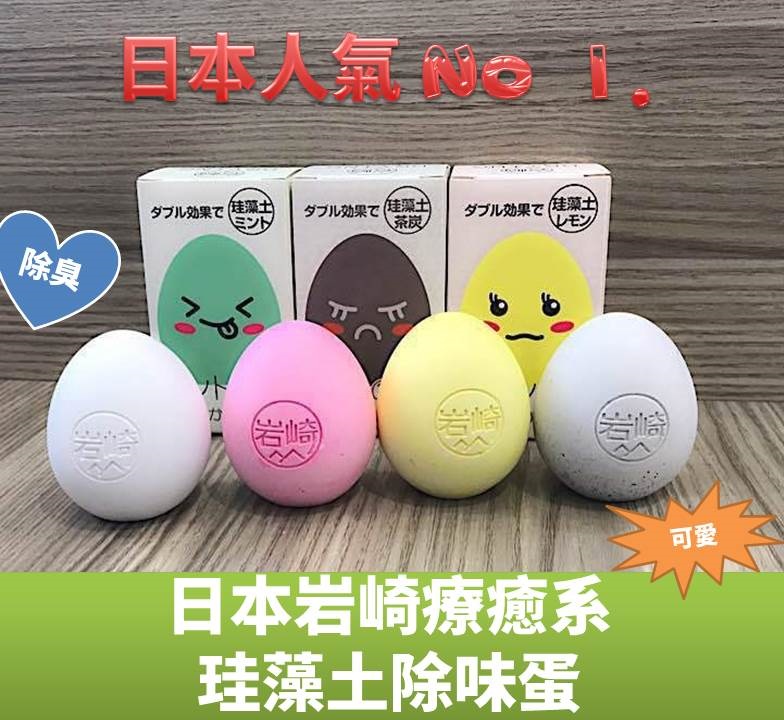 日本人氣 No 1.
ダブル効果で 珪藻土
ミント
ダブル効果で 珪藻土
茶炭
ダブル効果で 珪藻土
レモン
除臭
岩崎
岩崎
岩崎
岩崎
可愛
日本岩崎療癒系
珪藻土除味蛋